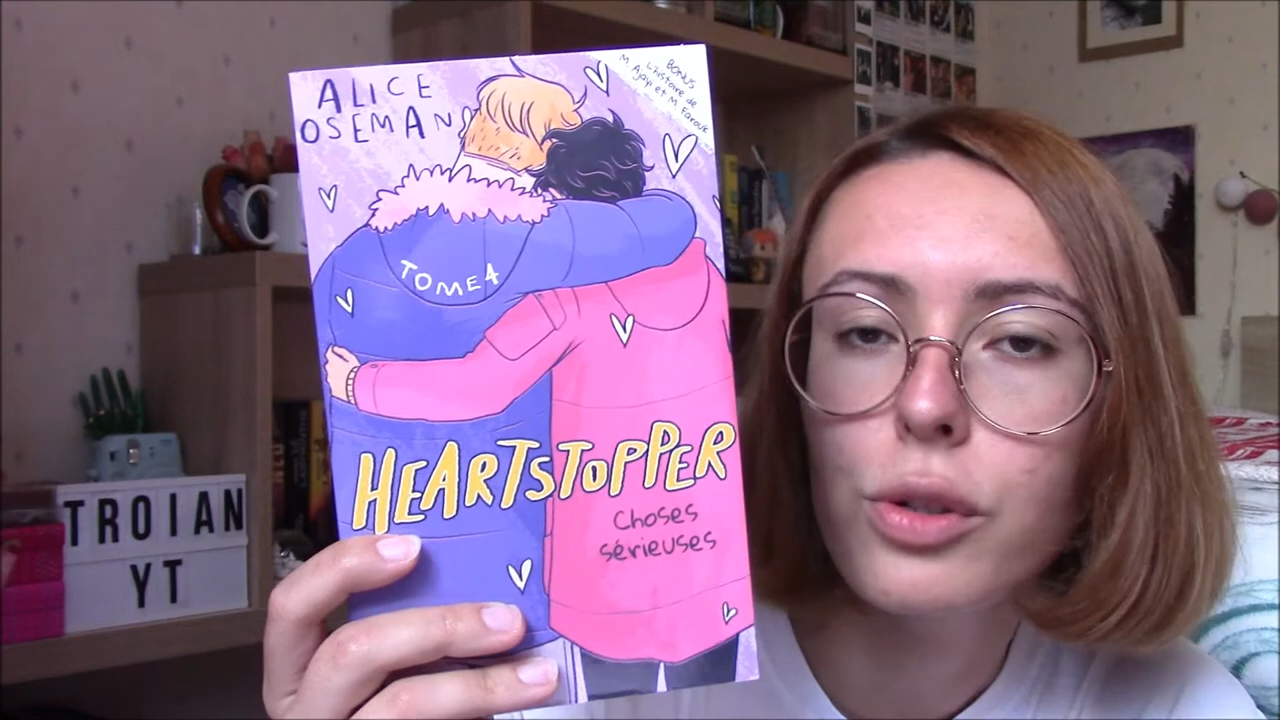 ALICE
OSEMAN
BONUS
L'histoire de
M. Ajayi et M. Farouk
TOME 4
HEARTSTOPPER
Choses
sérieuses
TROIAN
YT